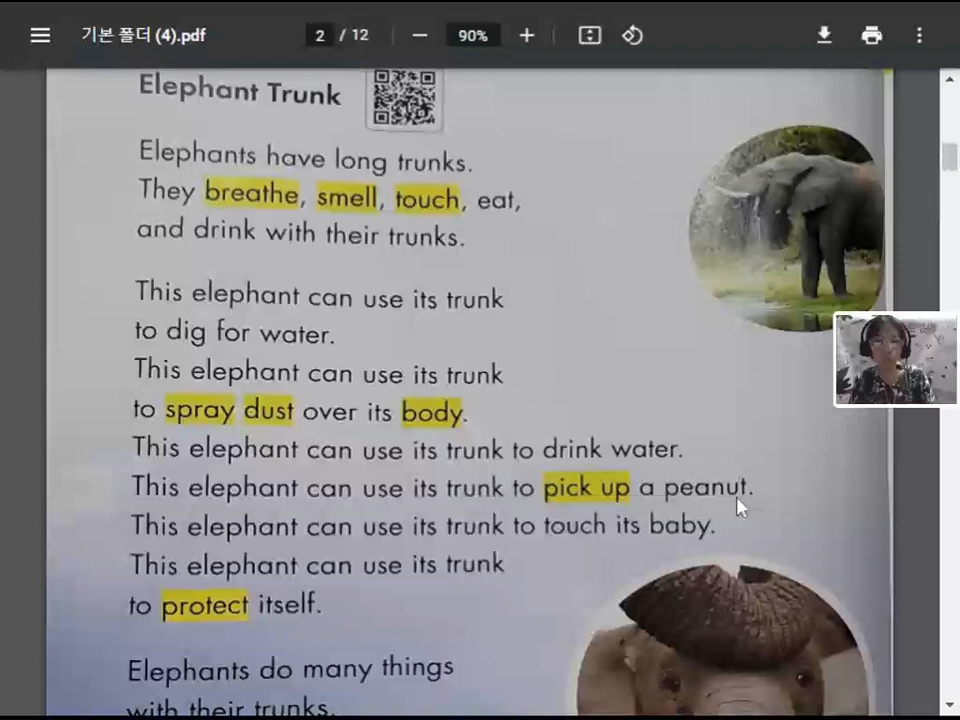 기본 폴더 (4).pdf
2 / 12
90%
Elephant Trunk
Elephants have long trunks.
They breathe, smell, touch, eat,
and drink with their trunks.
This elephant can use its trunk
to dig for water.
This elephant can use its trunk
to spray dust over its body.
This elephant can use its trunk to drink water.
This elephant can use its trunk to pick up a peanut.
This elephant can use its trunk to touch its baby.
This elephant can use its trunk
to protect itself.
Elephants do many things
with their trunks.